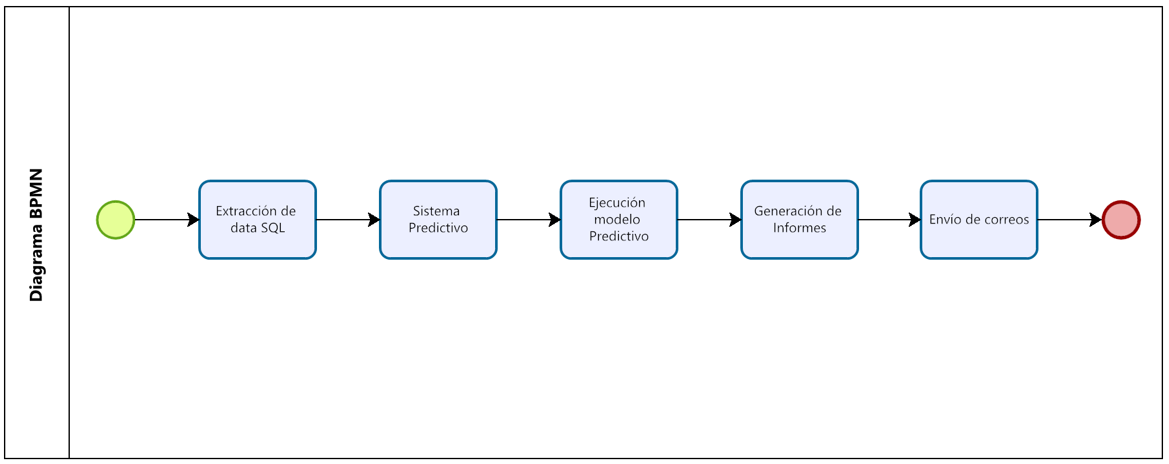 Diagrama BPMN
Extracción de
data SQL
Sistema
Predictivo
Ejecución
modelo
Predictivo
Generación de
Informes
Envío de correos